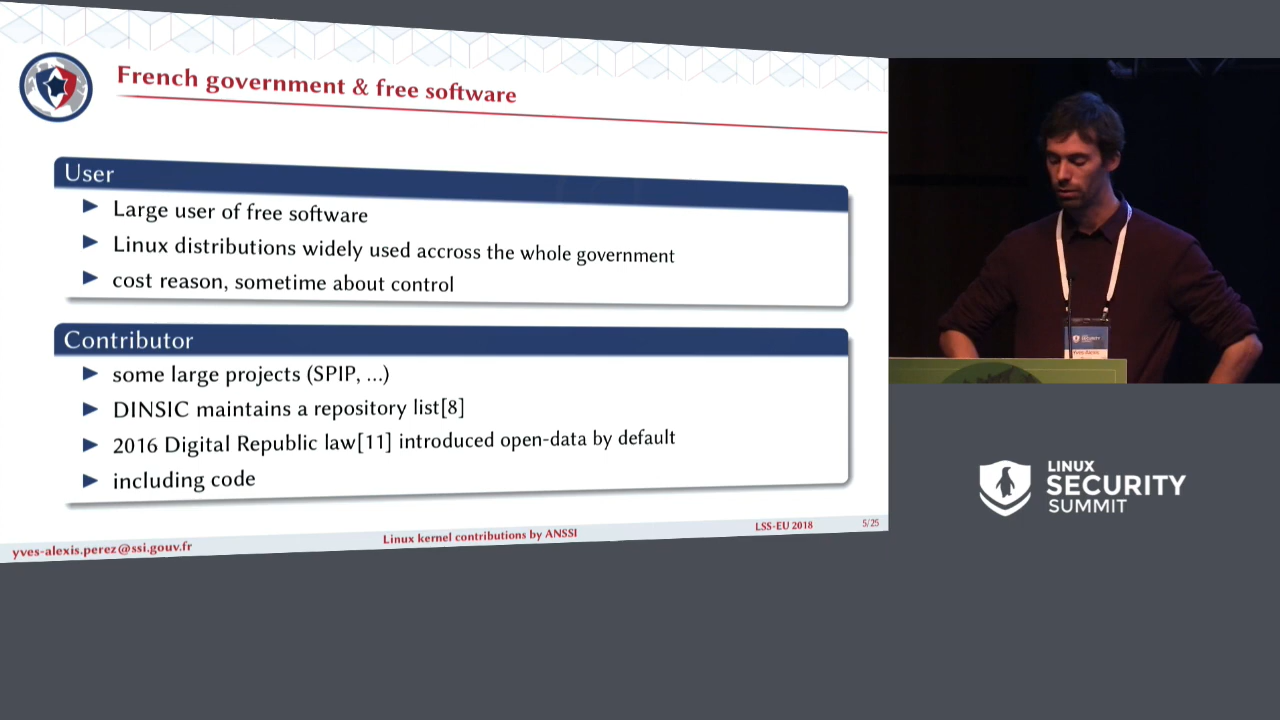 French government & free software
User
Large user of free software
Linux distributions widely used accross the whole government
cost reason, sometime about control
Contributor
some large projects (SPIP, ...)
DINSIC maintains a repository list[8]
2016 Digital Republic law[11] introduced open-data by default
including code
yves-alexis.perez@ssi.gouv.fr
Linux kernel contributions by ANSSI
LSS-EU 2018
5/25
LINUX
SECURITY
SUMMIT